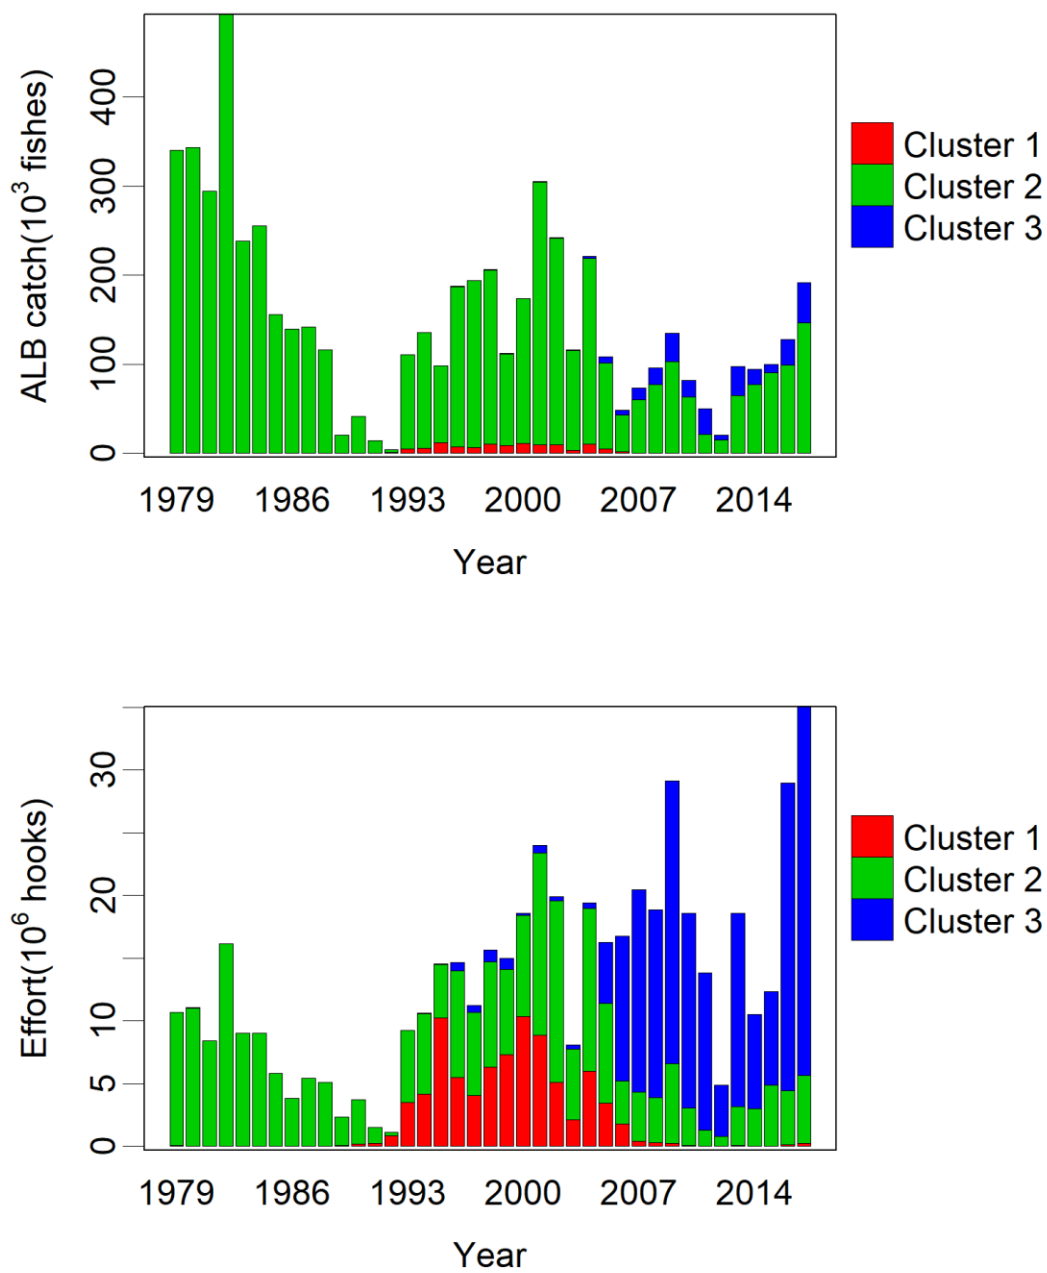 ALB catch(10³ fishes)
400
300
200
100
0
1979 1986 1993 2000 2007 2014
Year
Cluster 1
Cluster 2
Cluster 3
Effort(10⁶ hooks)
30
20
10
5
0
1979 1986 1993 2000 2007 2014
Year
Cluster 1
Cluster 2
Cluster 3